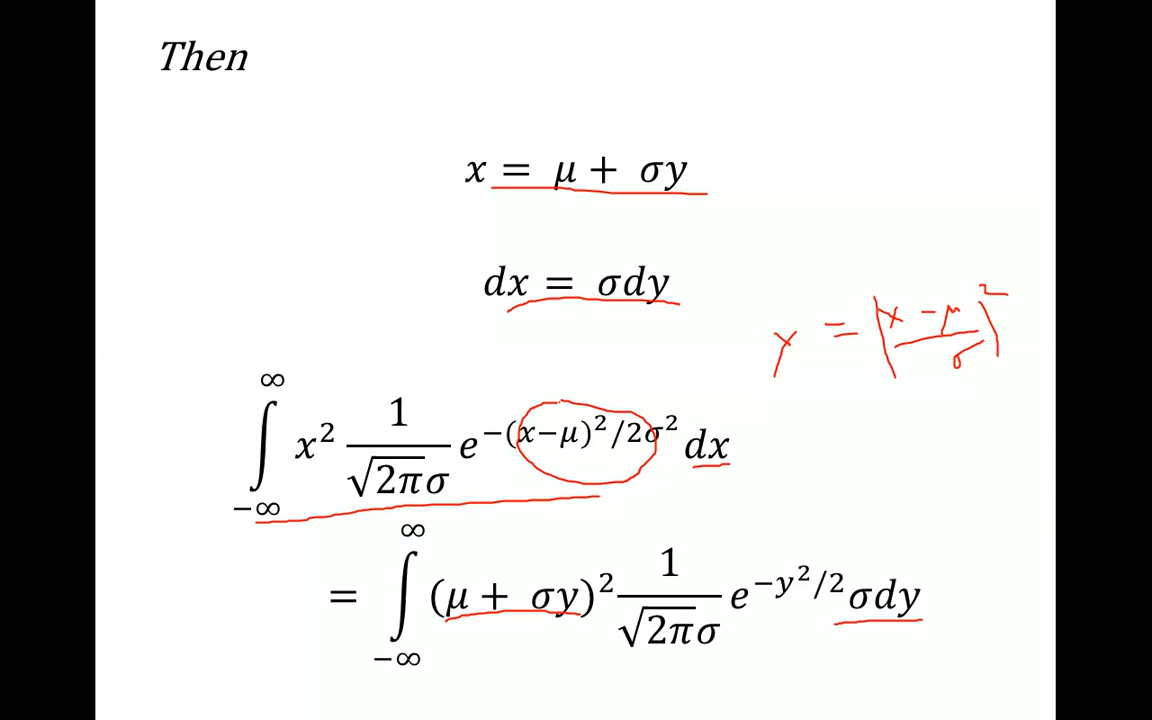 Then
x = μ + σy
dx = σdy
y = ((x − μ)/σ)²
∫_{−∞}^{∞} x² 1/(√2π σ) e^{−(x−μ)²/2σ²} dx
= ∫_{−∞}^{∞} (μ + σy)² 1/(√2π σ) e^{−y²/2} σdy